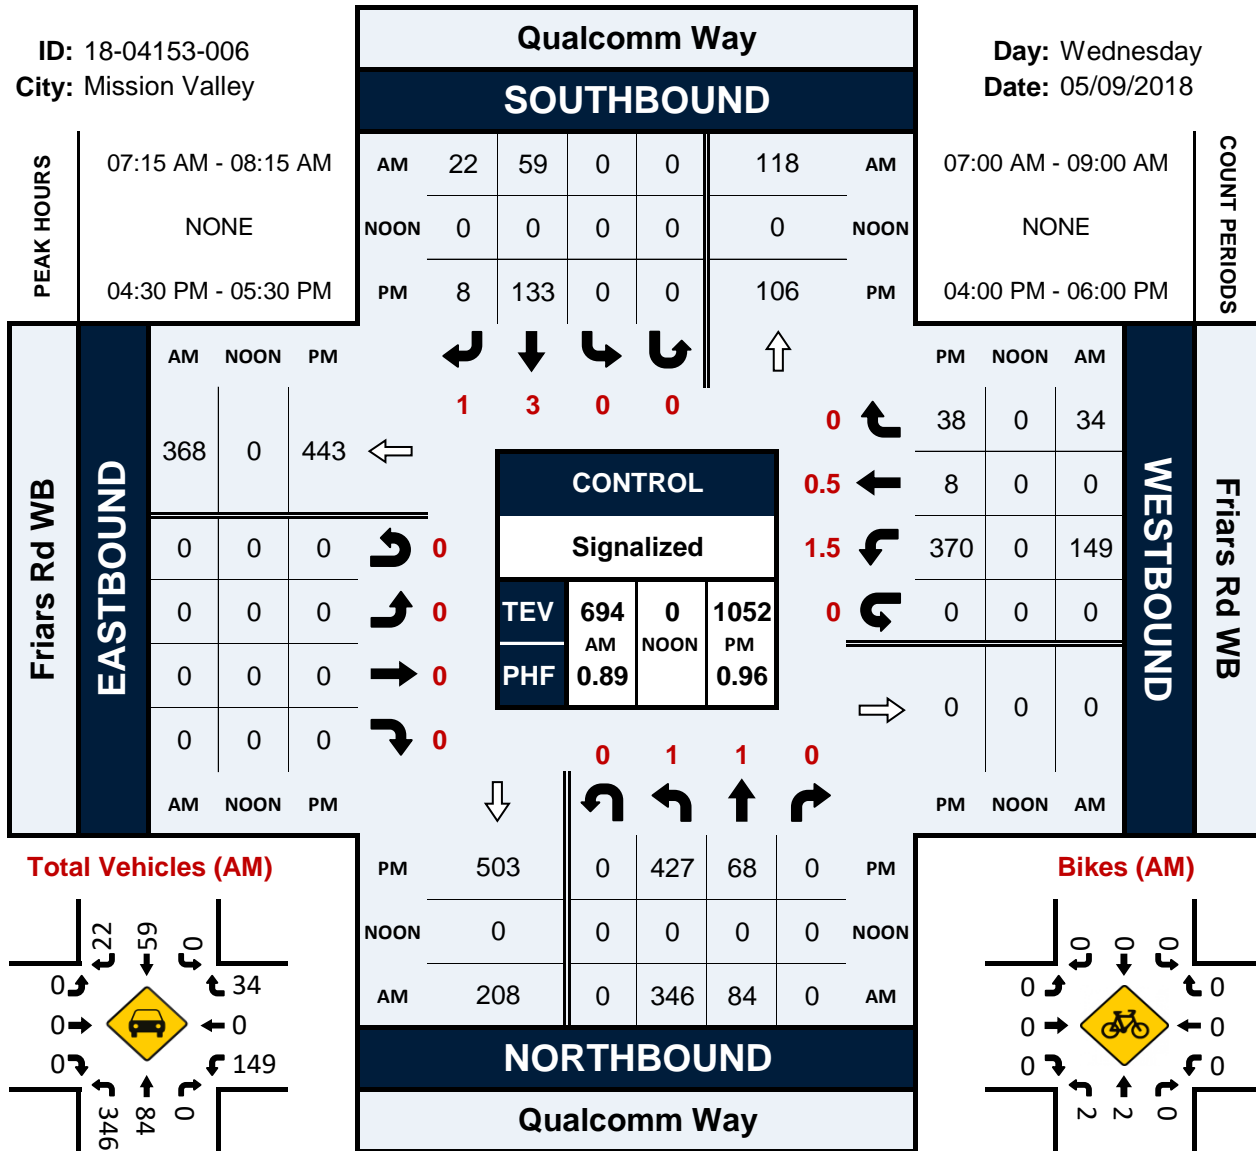 Qualcomm Way
ID: 18-04153-006
City: Mission Valley
Day: Wednesday
Date: 05/09/2018
SOUTHBOUND
PEAK HOURS
07:15 AM - 08:15 AM
NONE
04:30 PM - 05:30 PM
AM 22 59 0 0 118 AM
NOON 0 0 0 0 0 NOON
PM 8 133 0 0 106 PM
07:00 AM - 09:00 AM
NONE
04:00 PM - 06:00 PM
COUNT PERIODS
1 3 0 0
Friars Rd WB
EASTBOUND
AM NOON PM
368 0 443
0 0 0 0
0 0 0 0
0 0 0 0
0 0 0 0
AM NOON PM
CONTROL
Signalized
TEV 694 0 1052
AM NOON PM
PHF 0.89 0.96
PM NOON AM
0 38 0 34
0.5 8 0 0
1.5 370 0 149
0 0 0 0
0 0 0
PM NOON AM
WESTBOUND
Friars Rd WB
0 1 1 0
PM 503 0 427 68 0 PM
NOON 0 0 0 0 0 NOON
AM 208 0 346 84 0 AM
NORTHBOUND
Qualcomm Way
Total Vehicles (AM)
22 59 0
0 34
0 0
0 149
346 84 0
Bikes (AM)
0 0 0
0 0
0 0
0 0
2 2 0